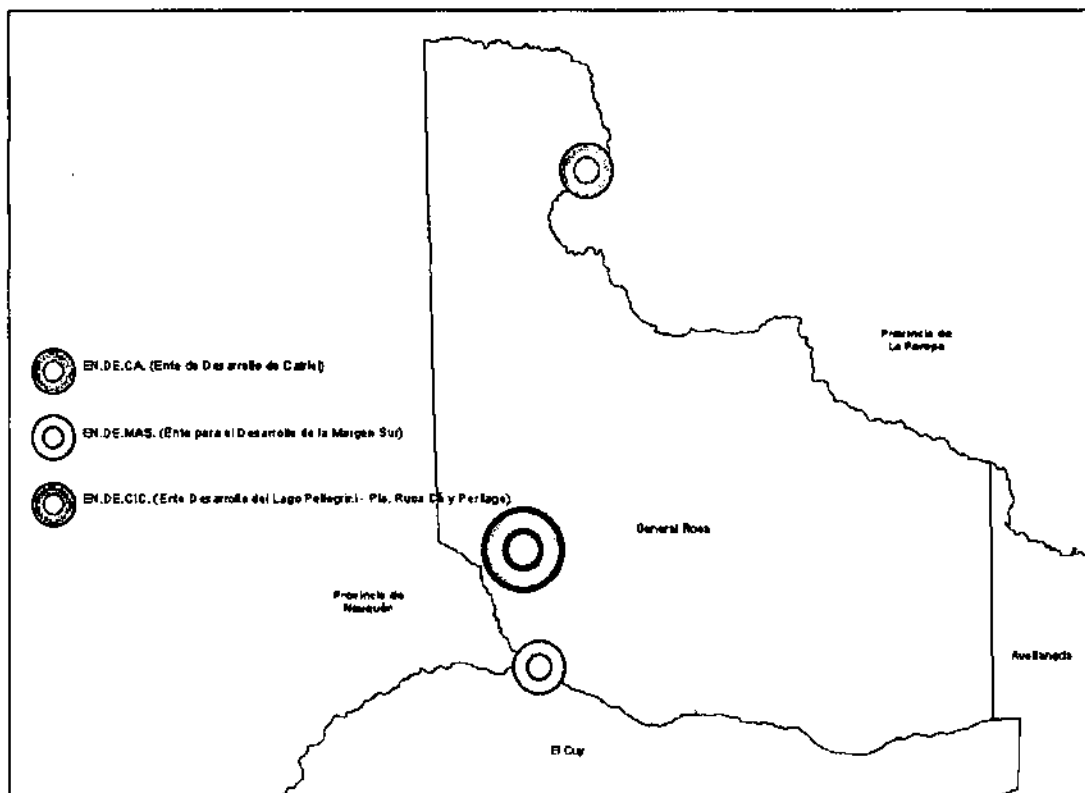 Provincia de
La Pampa
EN.DE.CA. (Ente de Desarrollo de Catriel)
EN.DE.MAS. (Ente para el Desarrollo de la Margen Sur)
EN.DE.CIC. (Ente Desarrollo del Lago Pellegrini - Pla. Ruca Có y Perilago)
General Roca
Provincia de
Neuquén
Avellaneda
El Cuy